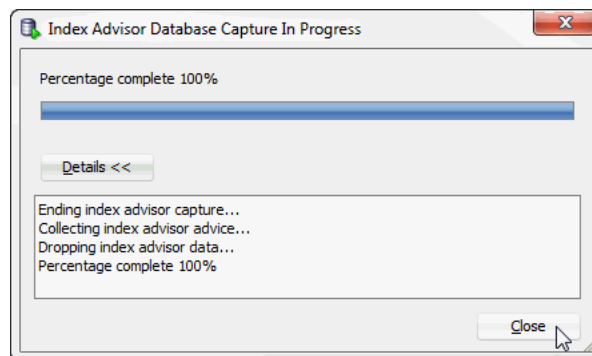 Index Advisor Database Capture In Progress
Percentage complete 100%
Details <<
Ending index advisor capture...
Collecting index advisor advice...
Dropping index advisor data...
Percentage complete 100%
Close